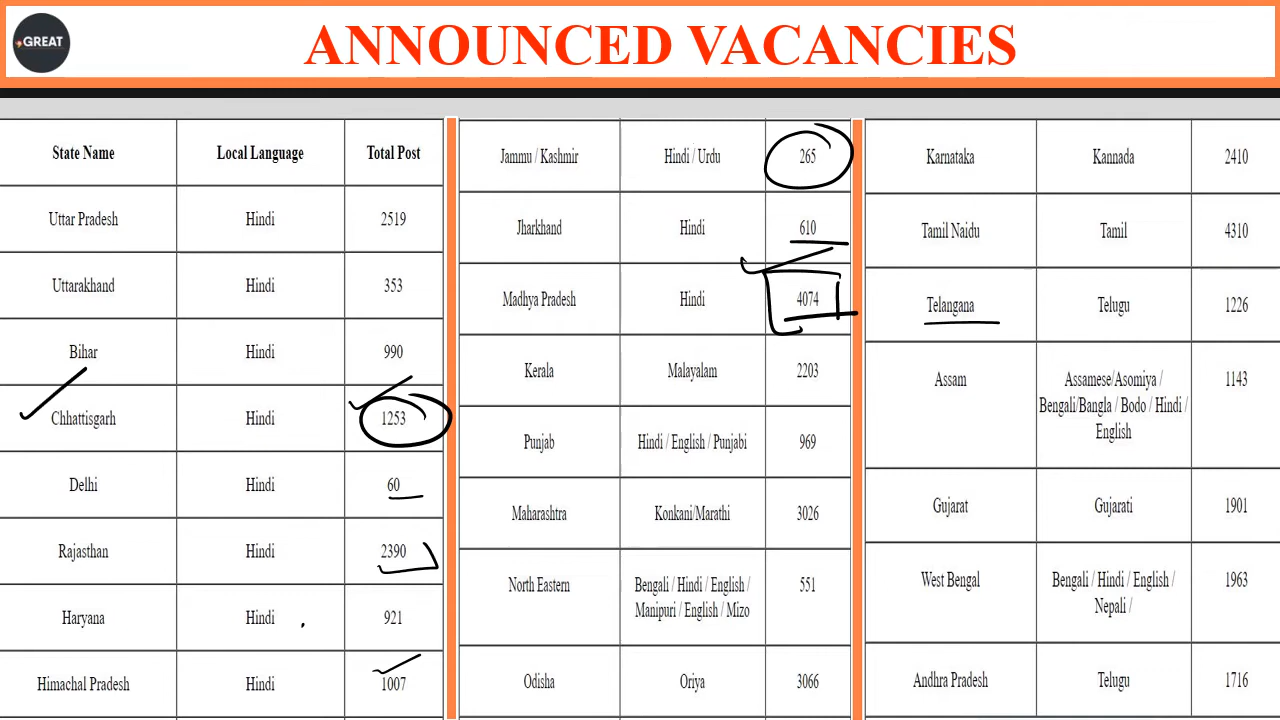 GREAT
ANNOUNCED VACANCIES
State Name Local Language Total Post
Uttar Pradesh Hindi 2519
Uttarakhand Hindi 353
Bihar Hindi 990
Chhattisgarh Hindi 1253
Delhi Hindi 60
Rajasthan Hindi 2390
Haryana Hindi 921
Himachal Pradesh Hindi 1007
Jammu / Kashmir Hindi / Urdu 265
Jharkhand Hindi 610
Madhya Pradesh Hindi 4074
Kerala Malayalam 2203
Punjab Hindi / English / Punjabi 969
Maharashtra Konkani/Marathi 3026
North Eastern Bengali / Hindi / English / 551
Manipuri / English / Mizo
Odisha Oriya 3066
Karnataka Kannada 2410
Tamil Naidu Tamil 4310
Telangana Telugu 1226
Assam Assamese/Asomiya / 1143
Bengali/Bangla / Bodo / Hindi /
English
Gujarat Gujarati 1901
West Bengal Bengali / Hindi / English / 1963
Nepali /
Andhra Pradesh Telugu 1716